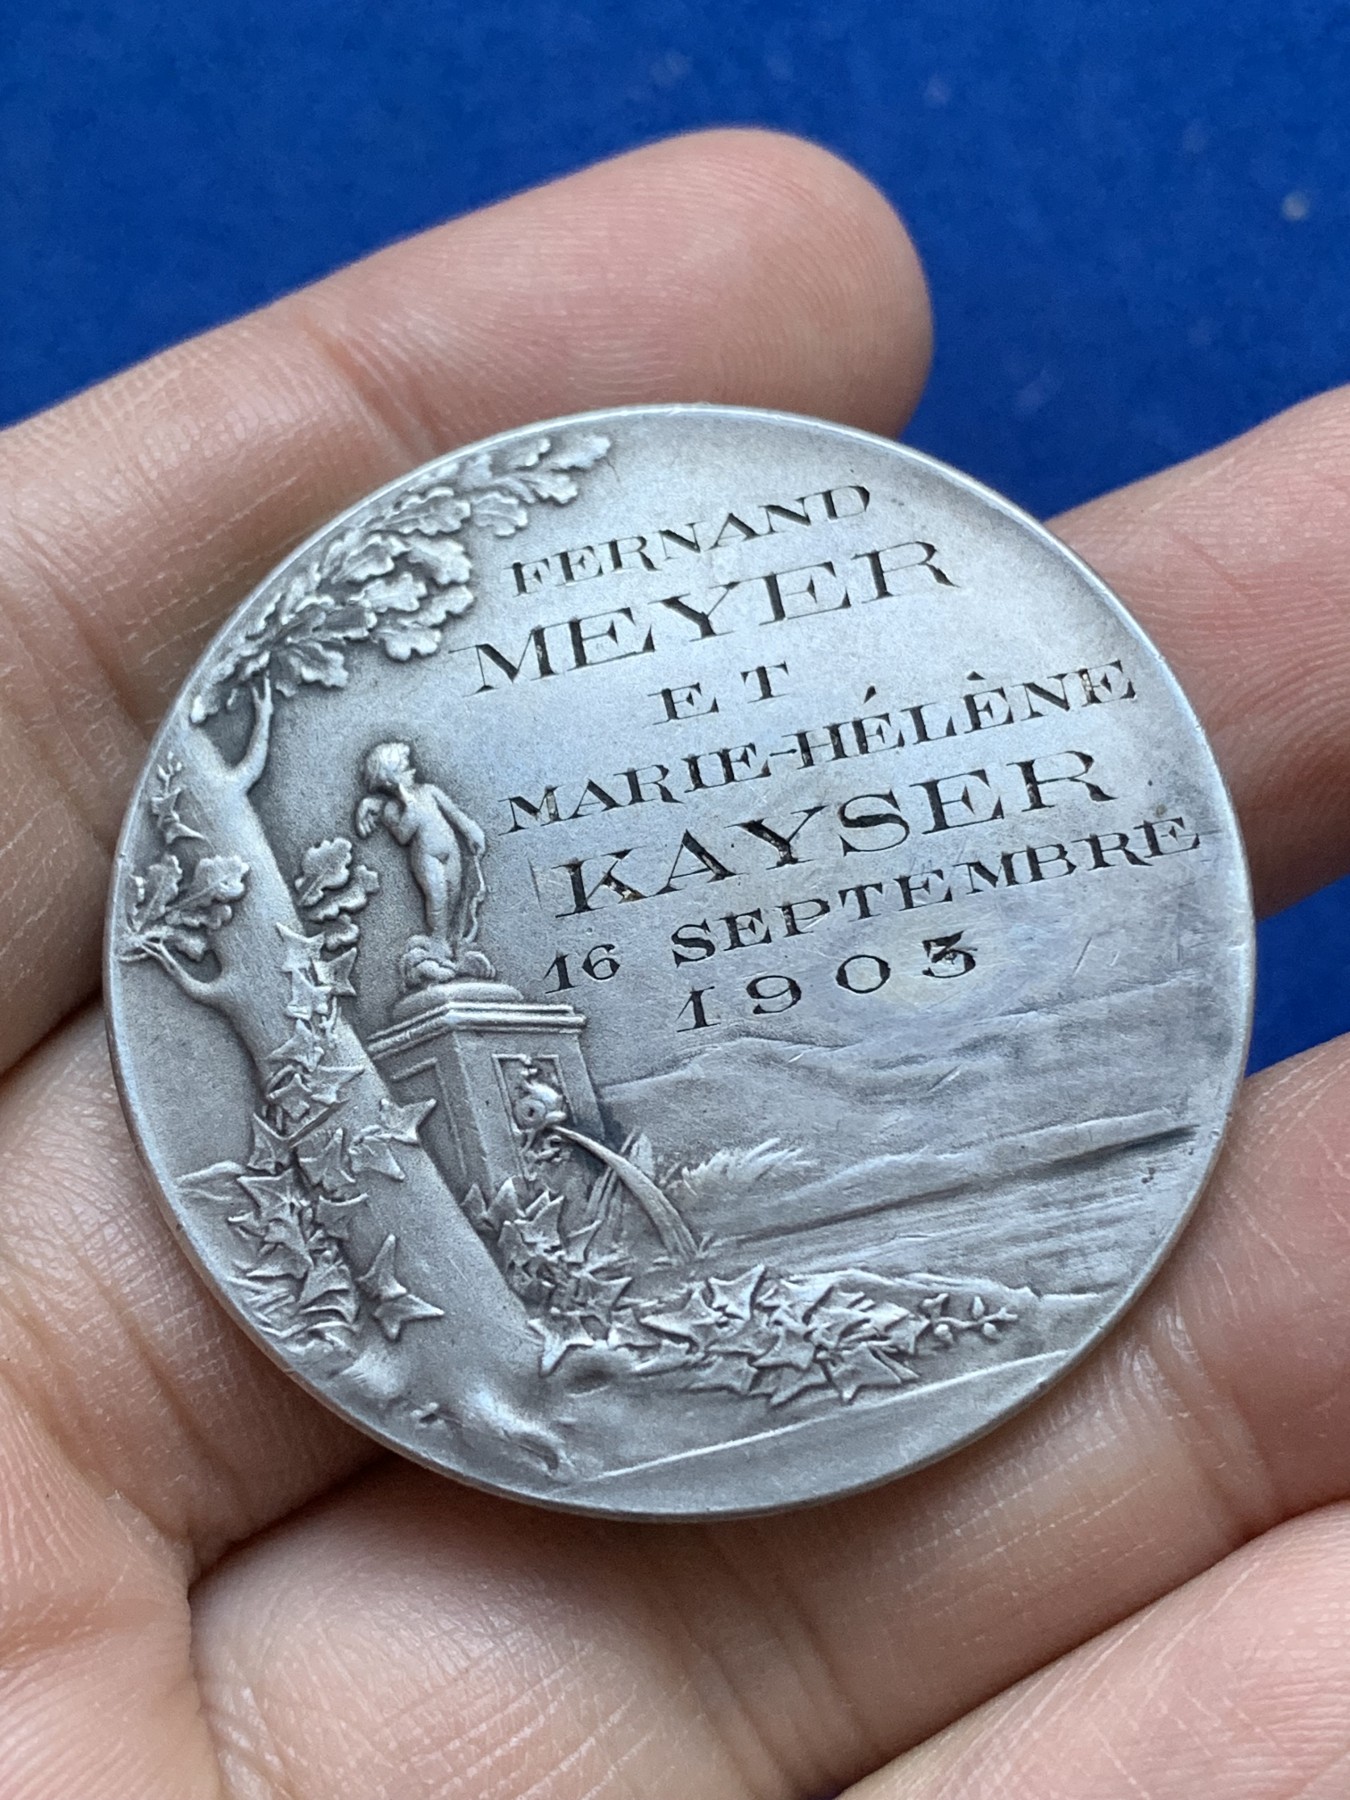 FERNAND
MEYER
ET
MARIE-HÉLÈNE
KAYSER
16 SEPTEMBRE
1903